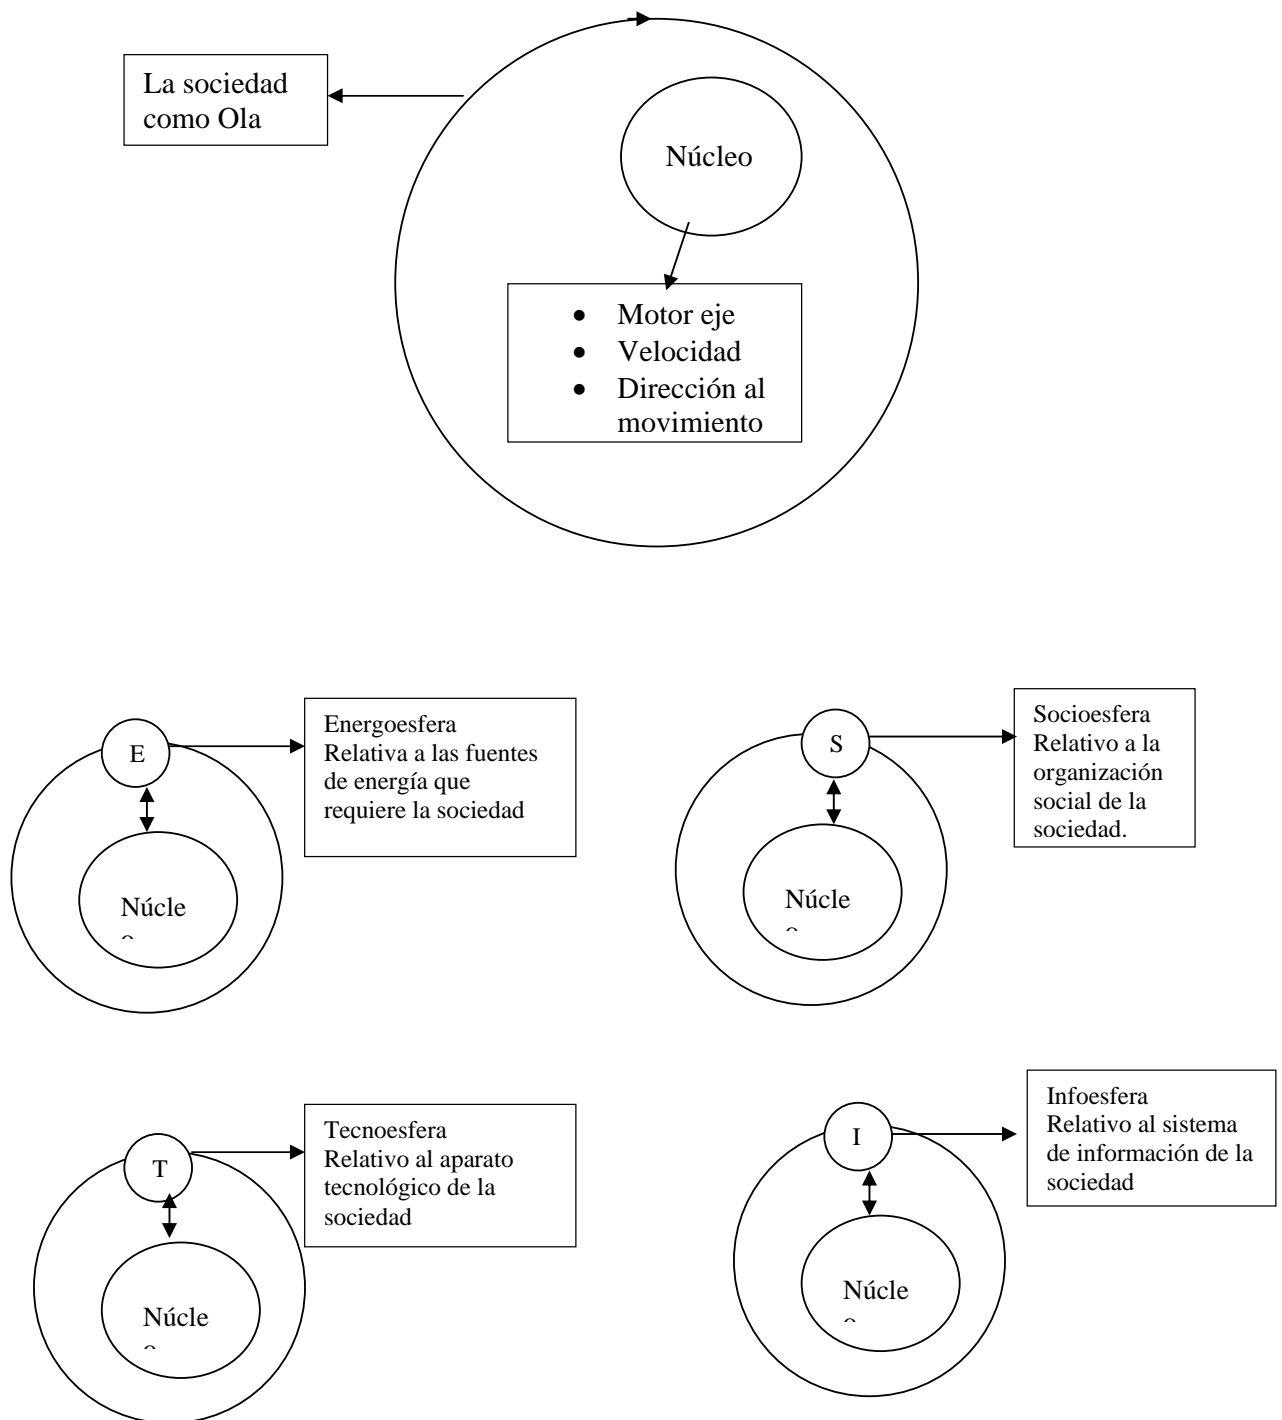 La sociedad
como Ola
Núcleo
• Motor eje
• Velocidad
• Dirección al
movimiento
E
Energoesfera
Relativa a las fuentes
de energía que
requiere la sociedad
Núcle
o
S
Socioesfera
Relativo a la
organización
social de la
sociedad.
Núcle
o
T
Tecnoesfera
Relativo al aparato
tecnológico de la
sociedad
Núcle
o
I
Infoesfera
Relativo al sistema
de información de la
sociedad
Núcle
o